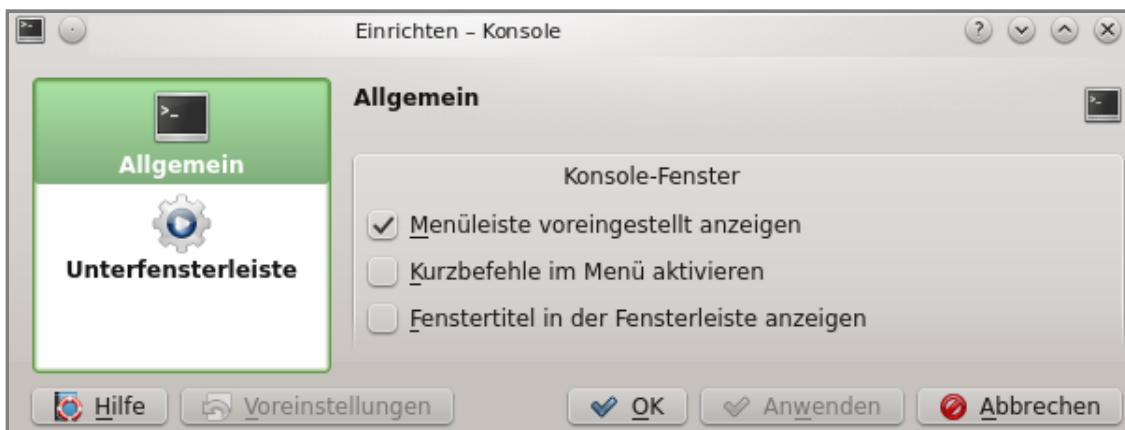 Einrichten – Konsole
Allgemein
Unterfensterleiste
Allgemein
Konsole-Fenster
Menüleiste voreingestellt anzeigen
Kurzbefehle im Menü aktivieren
Fenstertitel in der Fensterleiste anzeigen
Hilfe Voreinstellungen OK Anwenden Abbrechen